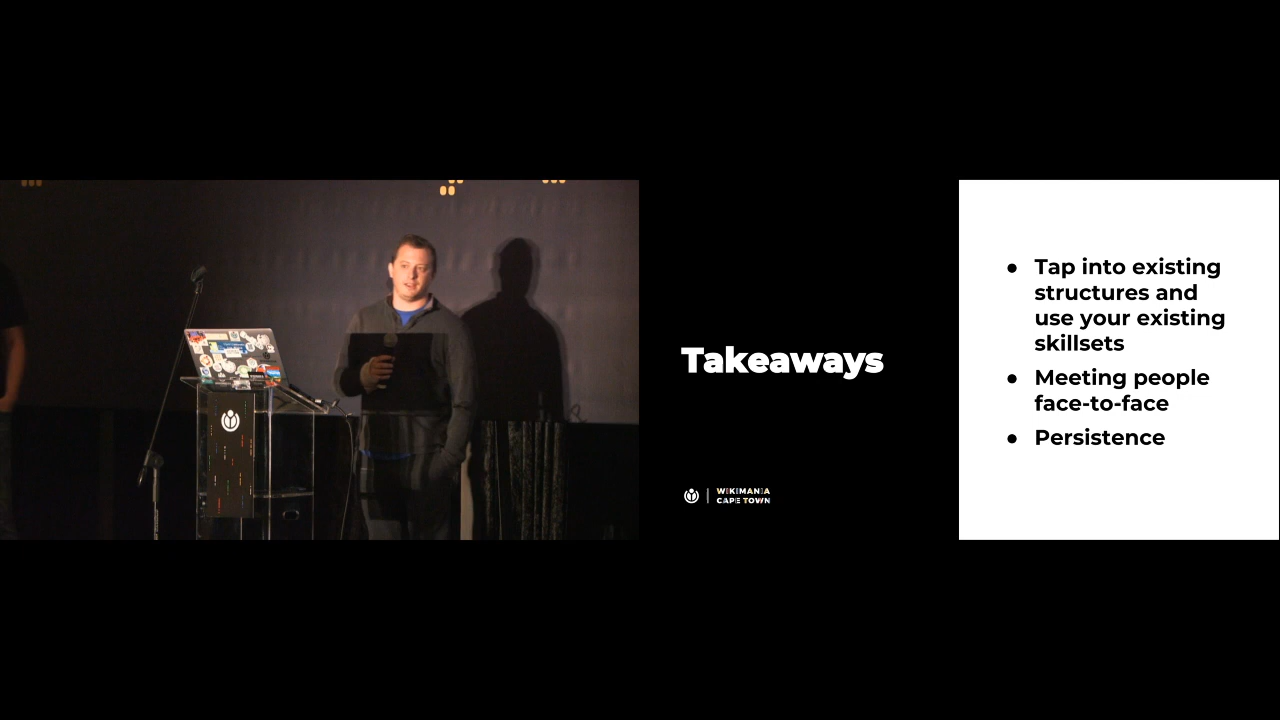 Takeaways
WIKIMANIA
CAPE TOWN
● Tap into existing
structures and
use your existing
skillsets
● Meeting people
face-to-face
● Persistence